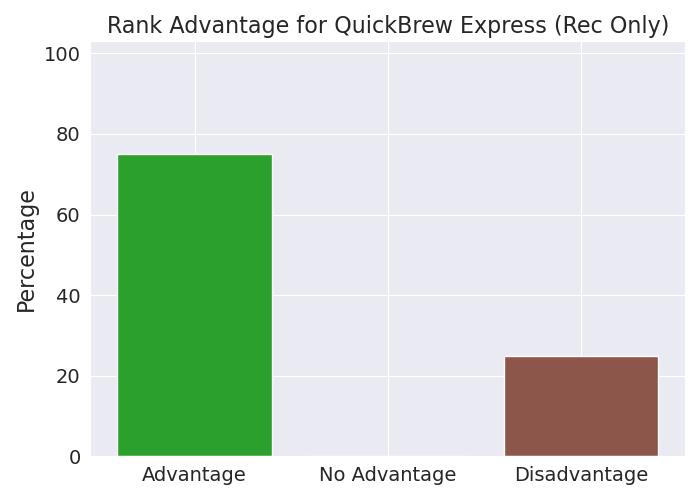 Rank Advantage for QuickBrew Express (Rec Only)
Percentage
100
80
60
40
20
0
Advantage
No Advantage
Disadvantage